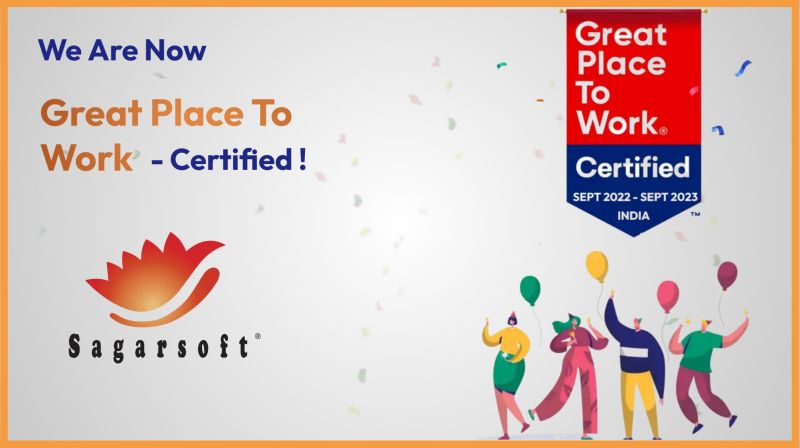 We Are Now
Great Place To
Work - Certified !
Sagarsoft®
Great
Place
To
Work®
Certified
SEPT 2022 - SEPT 2023
INDIA
™